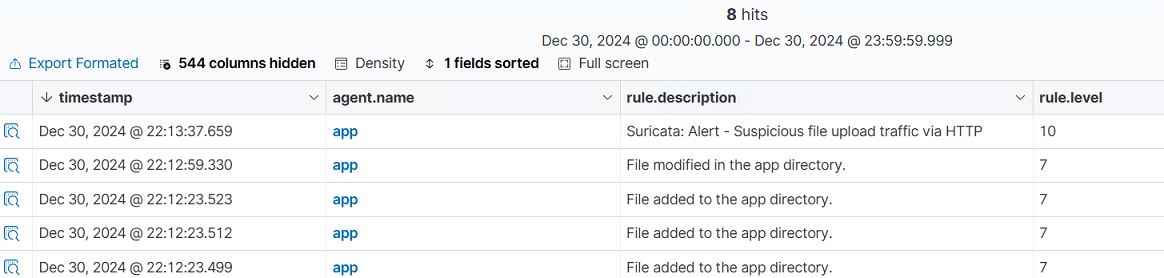 8 hits
Dec 30, 2024 @ 00:00:00.000 - Dec 30, 2024 @ 23:59:59.999
Export Formated 544 columns hidden Density 1 fields sorted Full screen
timestamp agent.name rule.description rule.level
Dec 30, 2024 @ 22:13:37.659 app Suricata: Alert - Suspicious file upload traffic via HTTP 10
Dec 30, 2024 @ 22:12:59.330 app File modified in the app directory. 7
Dec 30, 2024 @ 22:12:23.523 app File added to the app directory. 7
Dec 30, 2024 @ 22:12:23.512 app File added to the app directory. 7
Dec 30, 2024 @ 22:12:23.499 app File added to the app directory. 7